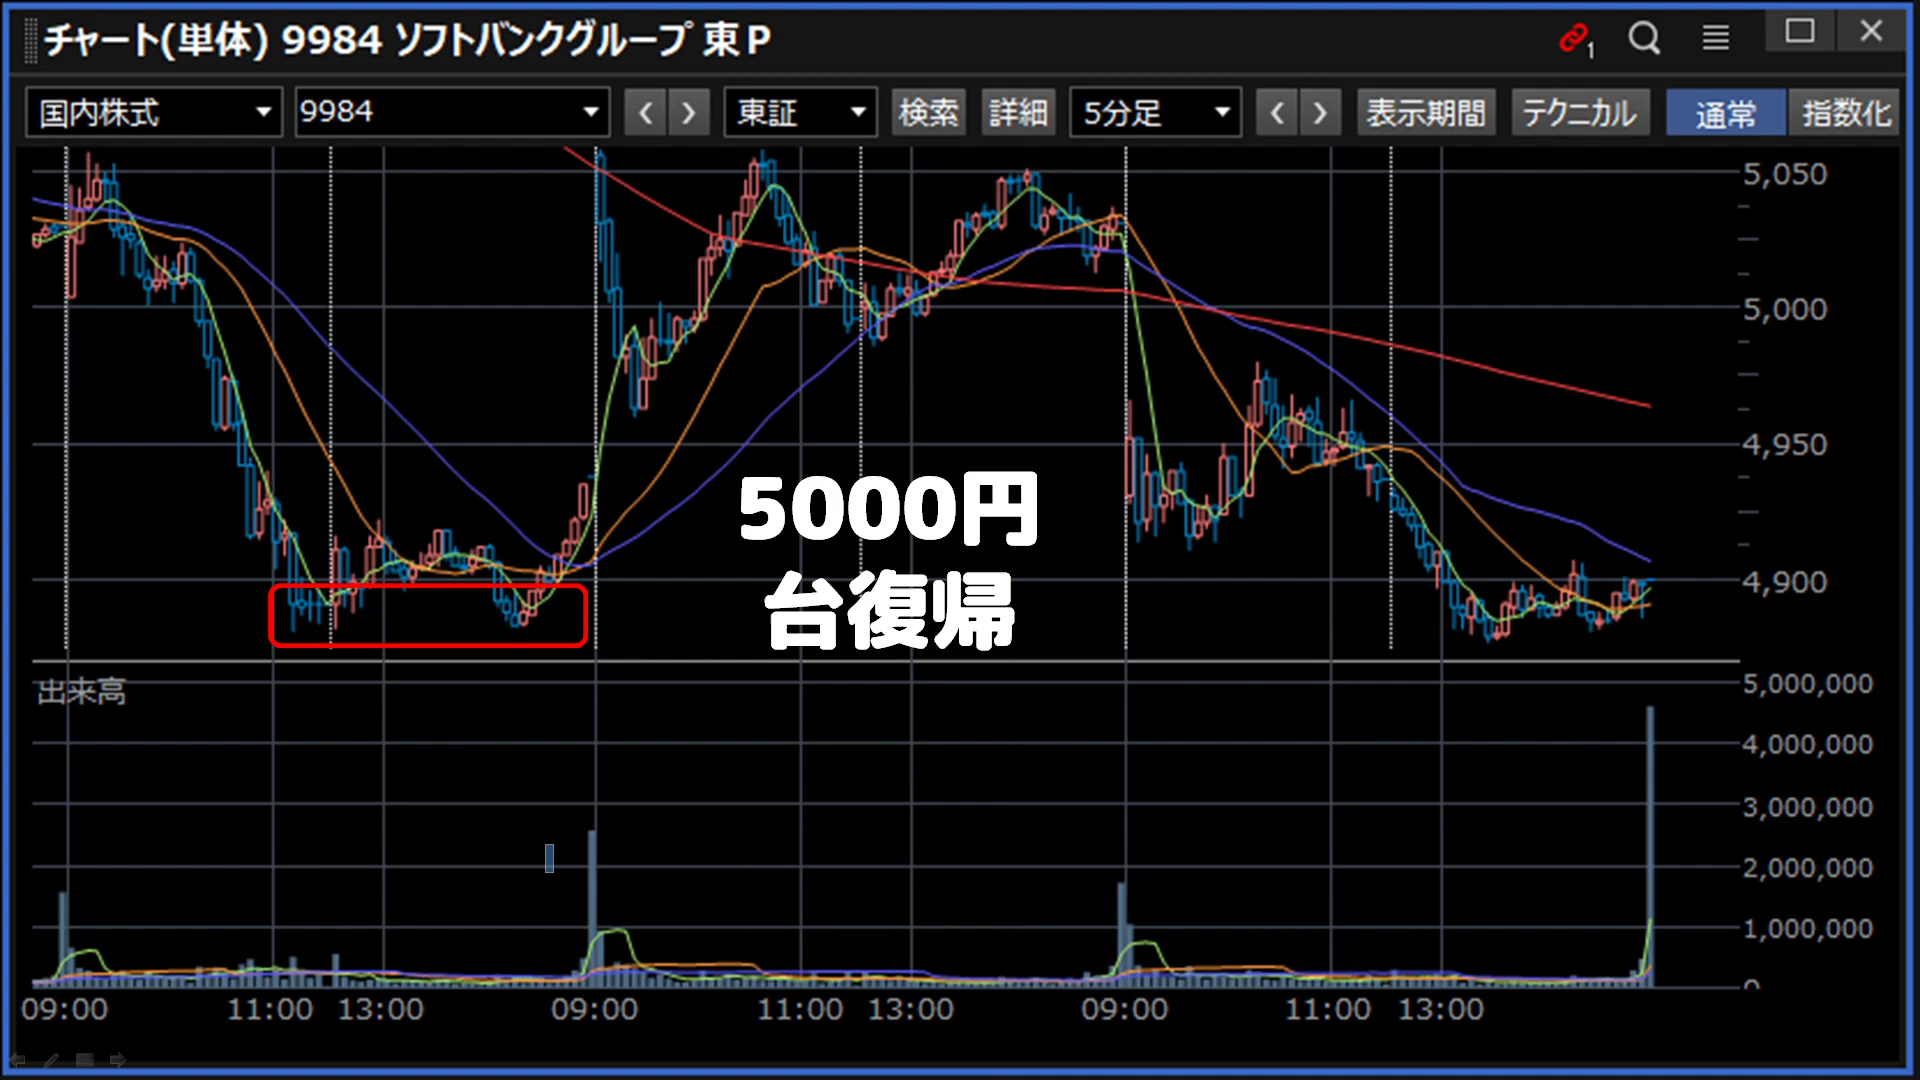 チャート(単体) 9984 ソフトバンクグループ 東P
1
国内株式 9984 東証 検索 詳細 5分足 表示期間 テクニカル 通常 指数化
5,050
5,000
4,950
4,900
5000円
台復帰
出来高
5,000,000
4,000,000
3,000,000
2,000,000
1,000,000
0
09:00 11:00 13:00 09:00 11:00 13:00 09:00 11:00 13:00